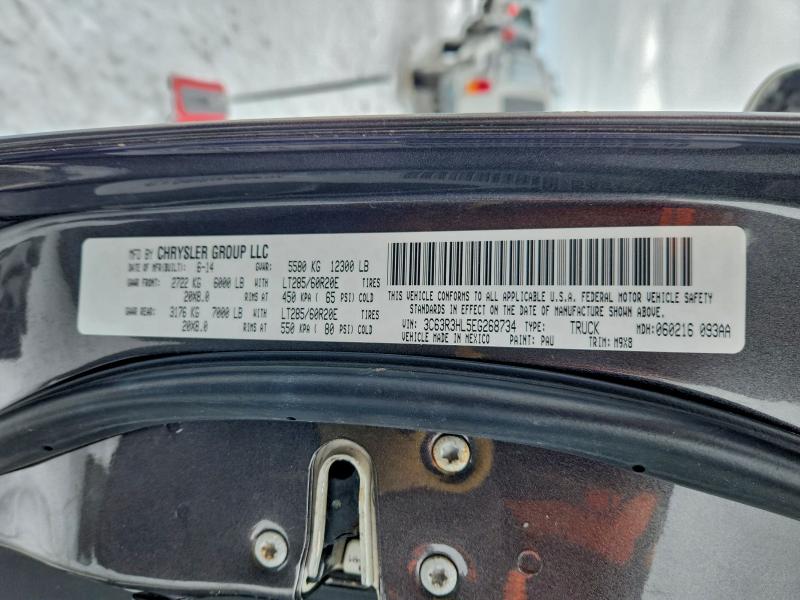 MFD BY CHRYSLER GROUP LLC
DATE OF MFR(BUILT): 6-14 GVWR: 5580 KG 12300 LB
GAWR FRONT: 2722 KG 6000 LB WITH LT285/60R20E TIRES
20X8.0 RIMS AT 450 KPA ( 65 PSI) COLD
GAWR REAR: 3176 KG 7000 LB WITH LT285/60R20E TIRES
20X8.0 RIMS AT 550 KPA ( 80 PSI) COLD
THIS VEHICLE CONFORMS TO ALL APPLICABLE U.S.A. FEDERAL MOTOR VEHICLE SAFETY
STANDARDS IN EFFECT ON THE DATE OF MANUFACTURE SHOWN ABOVE.
VIN: 3C63R3HL5EG268734 TYPE: TRUCK MDH:060216 093AA
VEHICLE MADE IN MEXICO PAINT: PAU TRIM: M9X8